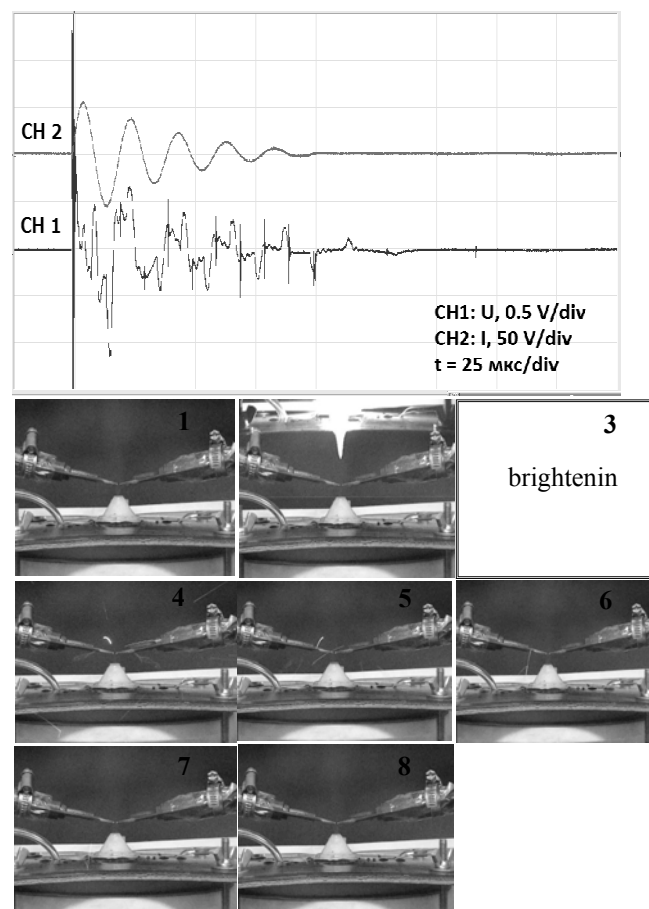 CH 2
CH 1
CH1: U, 0.5 V/div
CH2: I, 50 V/div
t = 25 мкс/div
1
3
brightenin
4
5
6
7
8